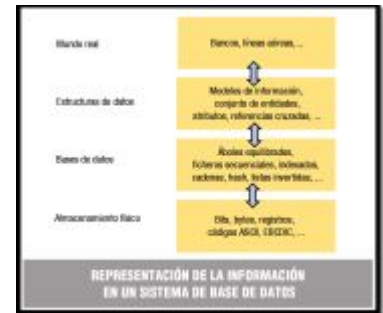 Mundo real
Bancos, líneas aéreas, ...
Estructuras de datos
Modelos de información,
conjunto de entidades,
atributos, referencias cruzadas, ...
Bases de datos
Árboles equilibrados,
ficheros secuenciales, indexados,
cadenas, hash, listas invertidas, ...
Almacenamiento físico
Bits, bytes, registros,
códigos ASCII, EBCDIC, ...
REPRESENTACIÓN DE LA INFORMACIÓN
EN UN SISTEMA DE BASE DE DATOS